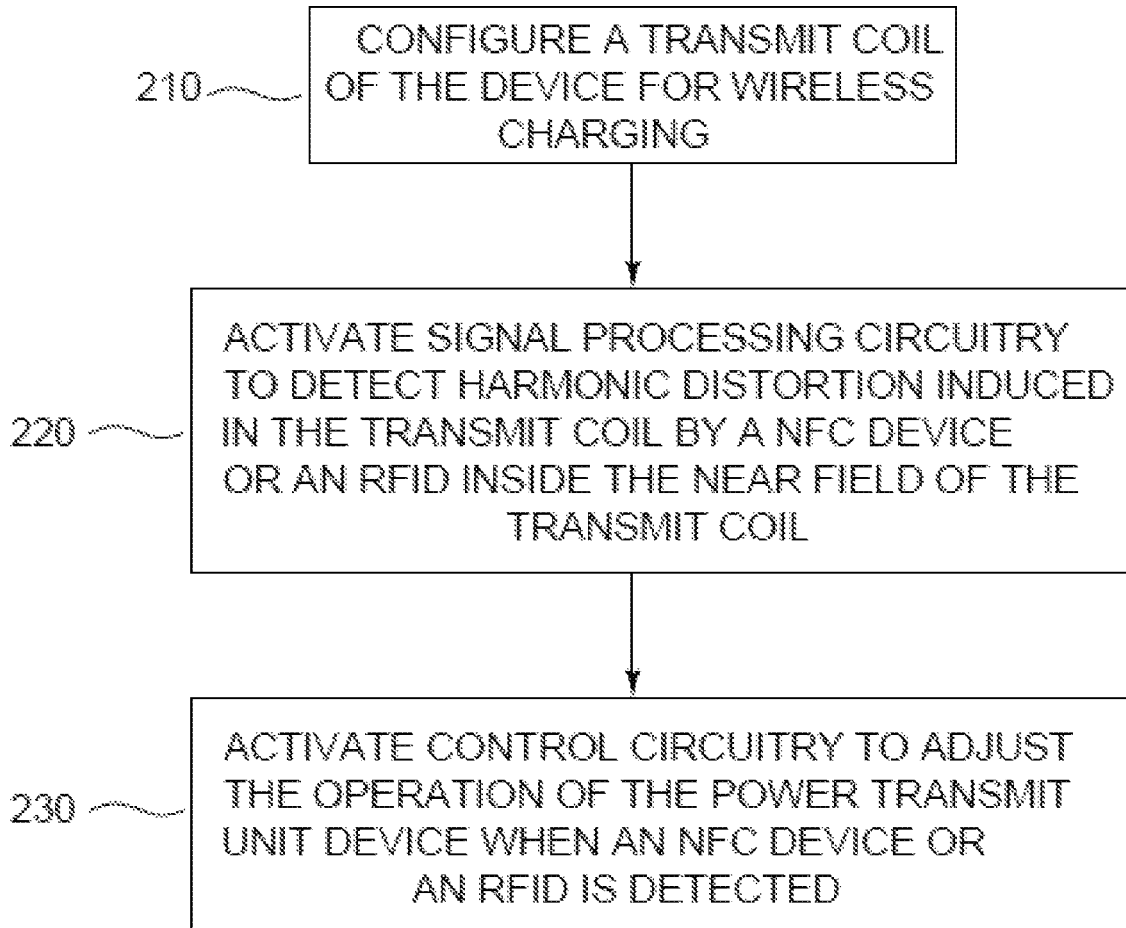 CONFIGURE A TRANSMIT COIL
210
OF THE DEVICE FOR WIRELESS
CHARGING
ACTIVATE SIGNAL PROCESSING CIRCUITRY
TO DETECT HARMONIC DISTORTION INDUCED
220
IN THE TRANSMIT COIL BY A NFC DEVICE
OR AN RFID INSIDE THE NEAR FIELD OF THE
TRANSMIT COIL
ACTIVATE CONTROL CIRCUITRY TO ADJUST
230
THE OPERATION OF THE POWER TRANSMIT
UNIT DEVICE WHEN AN NFC DEVICE OR
AN RFID IS DETECTED